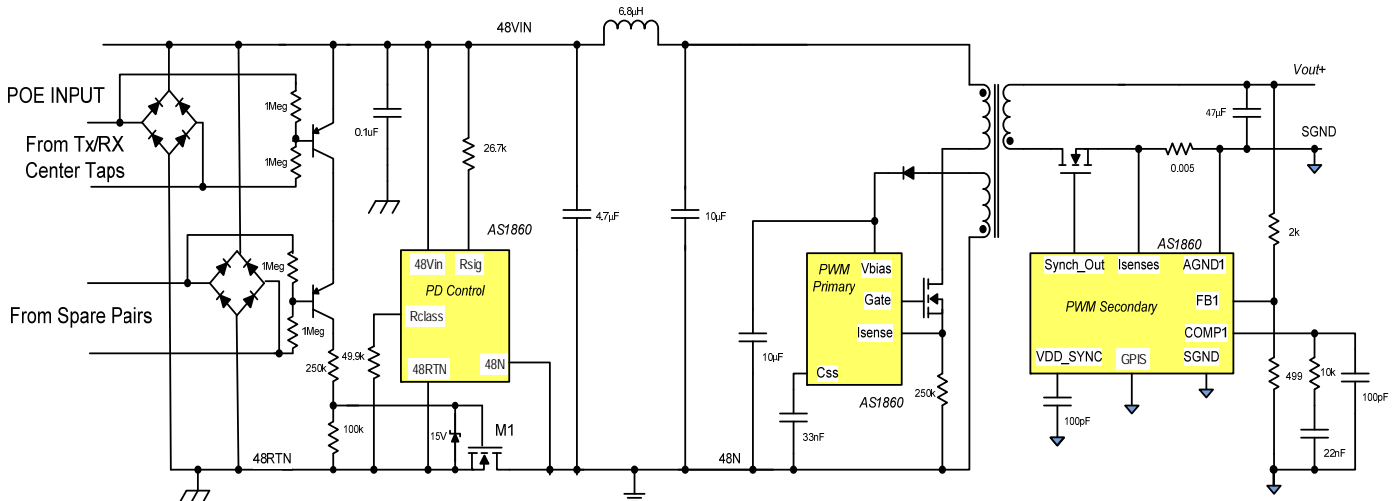 6.8µH
48VIN
Vout+
POE INPUT
1Meg
47µF
SGND
From Tx/RX
Center Taps
0.1uF
26.7k
1Meg
0.005
4.7µF
10µF
AS1860
AS1860
2k
1Meg
48Vin
Rsig
PD Control
PWM
Primary
Vbias
Synch_Out
Isenses
AGND1
Gate
FB1
PWM Secondary
From Spare Pairs
Rclass
1Meg
Isense
COMP1
49.9k
10µF
VDD_SYNC
GPIS
SGND
250k
48RTN
48N
Css
250k
499
10k
100pF
AS1860
100k
15V
M1
33nF
100pF
22nF
48RTN
48N